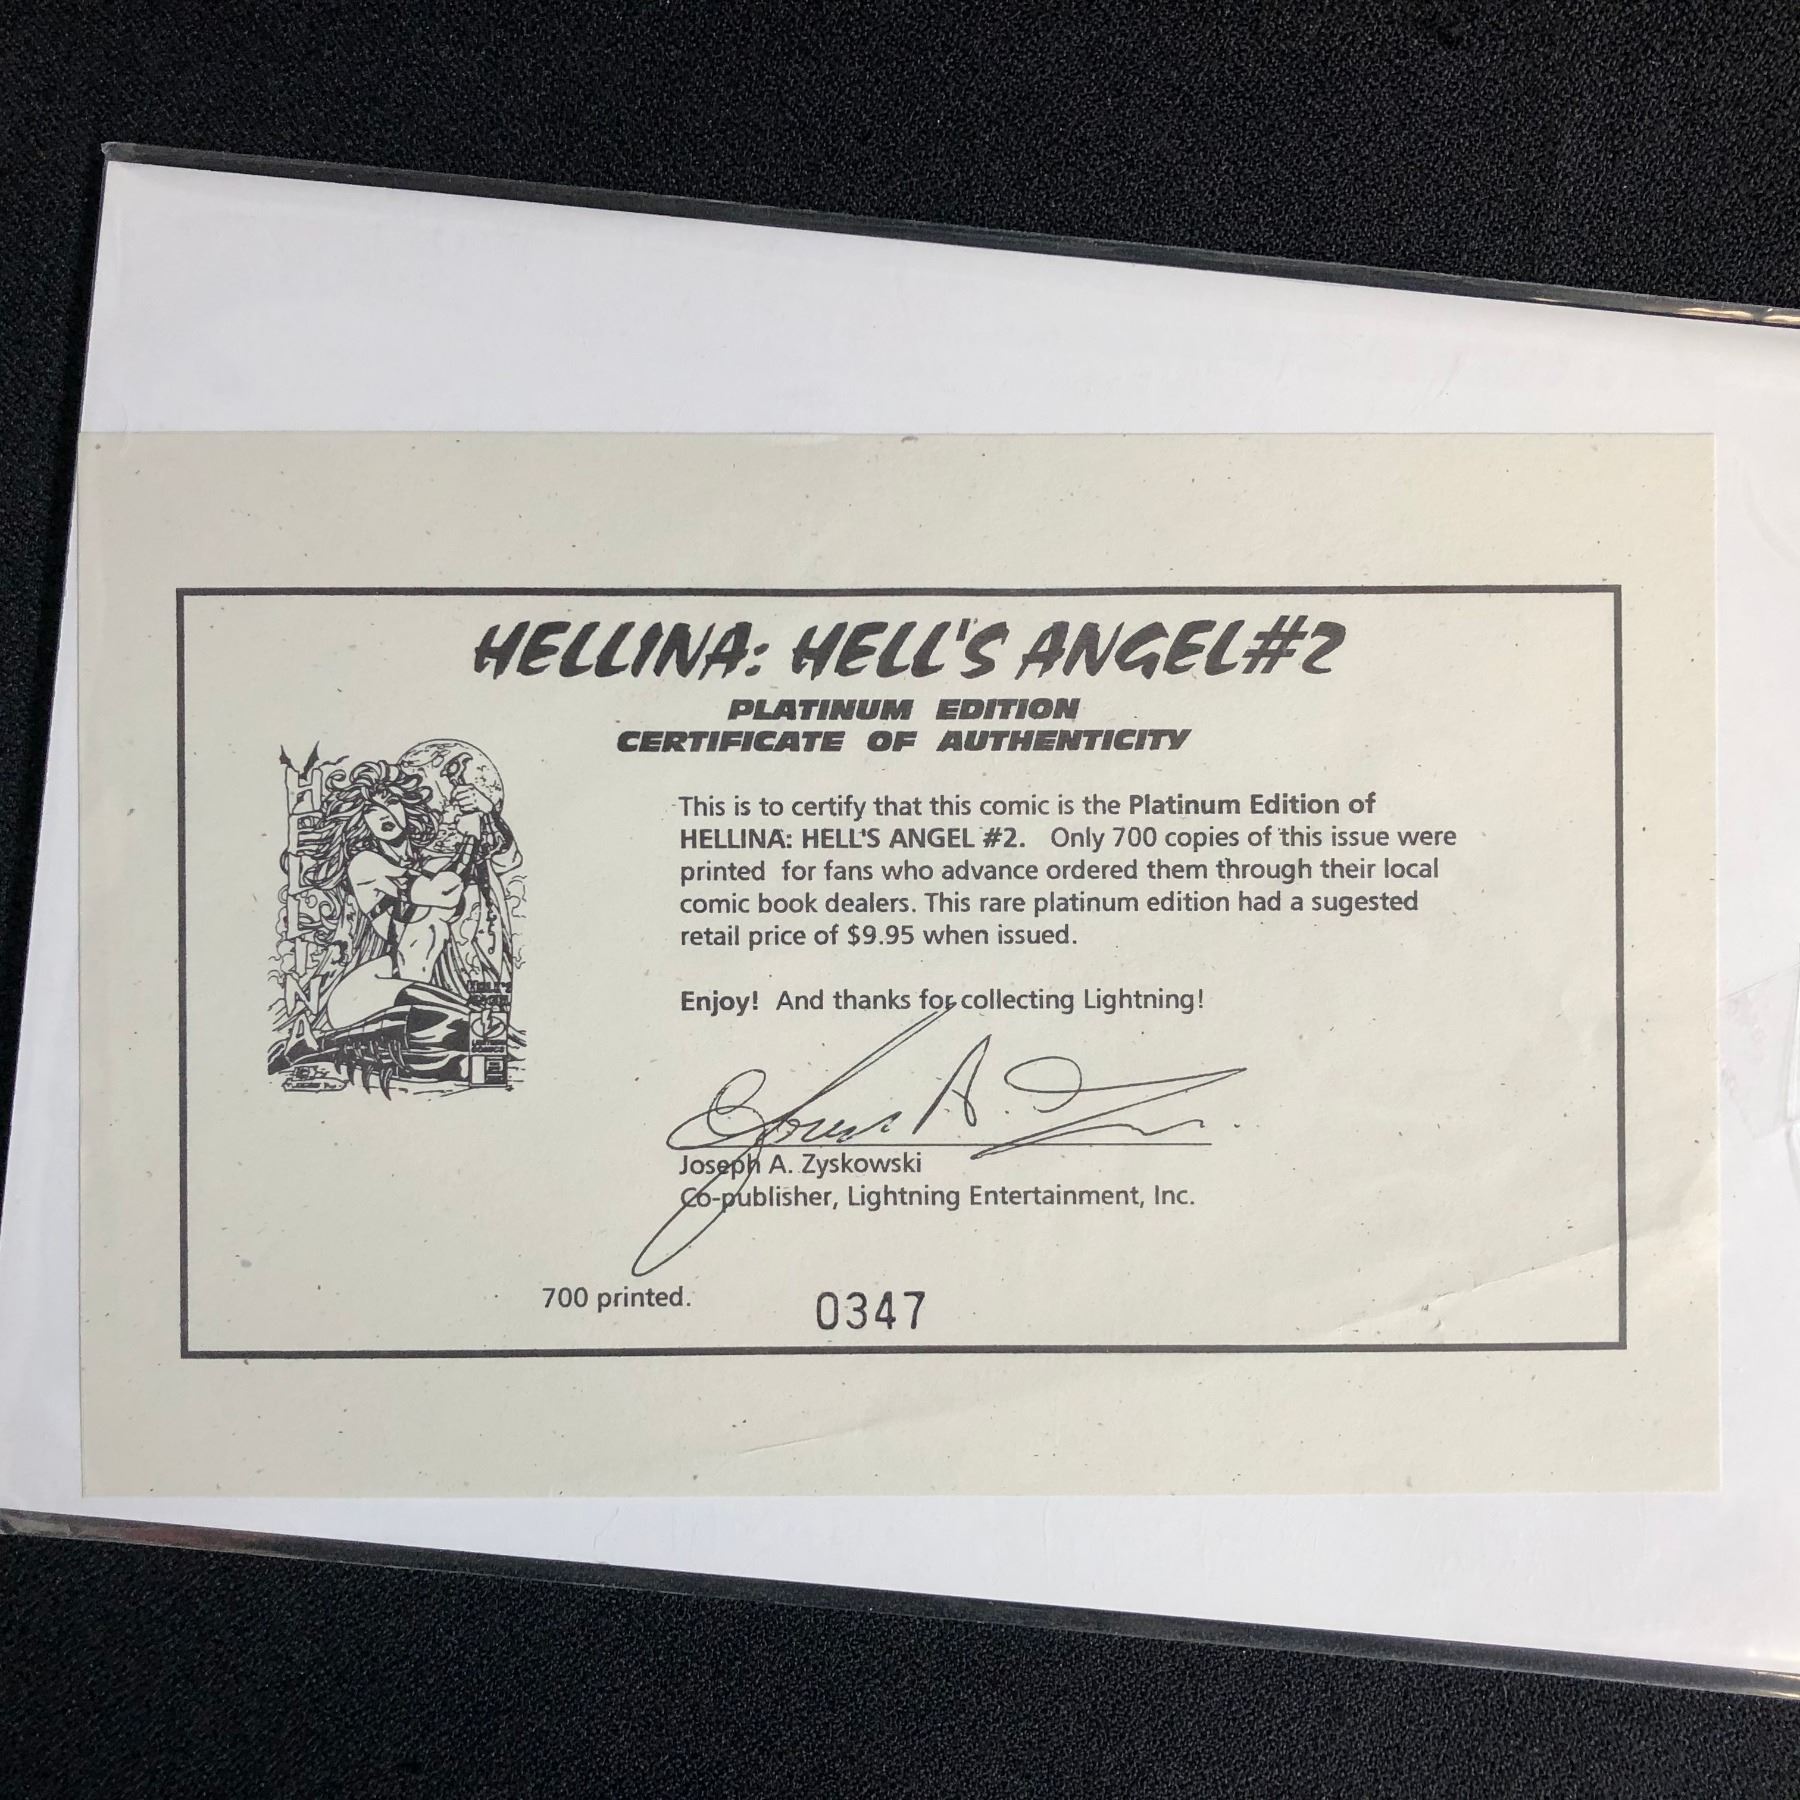 HELLINA: HELL'S ANGEL #2
PLATINUM EDITION
CERTIFICATE OF AUTHENTICITY
HELLINA
HELL'S
ANGEL
This is to certify that this comic is the Platinum Edition of
HELLINA: HELL'S ANGEL #2. Only 700 copies of this issue were
printed for fans who advance ordered them through their local
comic book dealers. This rare platinum edition had a sugested
retail price of $9.95 when issued.
Enjoy! And thanks for collecting Lightning!
Joseph A. Zyskowski
Co-publisher, Lightning Entertainment, Inc.
700 printed. 0347